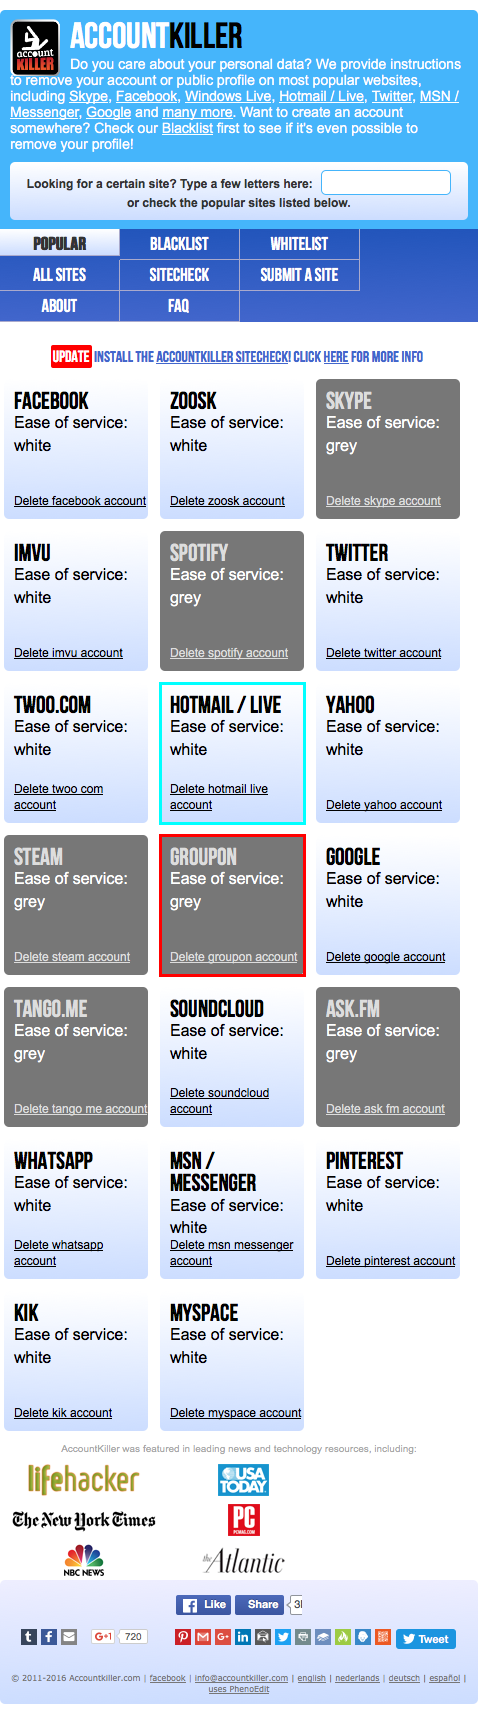 account
KILLER
ACCOUNTKILLER
Do you care about your personal data? We provide instructions
to remove your account or public profile on most popular websites,
including Skype, Facebook, Windows Live, Hotmail / Live, Twitter, MSN /
Messenger, Google and many more. Want to create an account
somewhere? Check our Blacklist first to see if it's even possible to
remove your profile!
Looking for a certain site? Type a few letters here:
or check the popular sites listed below.
POPULAR BLACKLIST WHITELIST
ALL SITES SITECHECK SUBMIT A SITE
ABOUT FAQ
UPDATE INSTALL THE ACCOUNTKILLER SITECHECK! CLICK HERE FOR MORE INFO
FACEBOOK
Ease of service:
white
Delete facebook account
ZOOSK
Ease of service:
white
Delete zoosk account
SKYPE
Ease of service:
grey
Delete skype account
IMVU
Ease of service:
white
Delete imvu account
SPOTIFY
Ease of service:
grey
Delete spotify account
TWITTER
Ease of service:
white
Delete twitter account
TWOO.COM
Ease of service:
white
Delete twoo com
account
HOTMAIL / LIVE
Ease of service:
white
Delete hotmail live
account
YAHOO
Ease of service:
white
Delete yahoo account
STEAM
Ease of service:
grey
Delete steam account
GROUPON
Ease of service:
grey
Delete groupon account
GOOGLE
Ease of service:
white
Delete google account
TANGO.ME
Ease of service:
grey
Delete tango me account
SOUNDCLOUD
Ease of service:
white
Delete soundcloud
account
ASK.FM
Ease of service:
grey
Delete ask fm account
WHATSAPP
Ease of service:
white
Delete whatsapp
account
MSN /
MESSENGER
Ease of service:
white
Delete msn messenger
account
PINTEREST
Ease of service:
white
Delete pinterest account
KIK
Ease of service:
white
Delete kik account
MYSPACE
Ease of service:
white
Delete myspace account
AccountKiller was featured in leading news and technology resources, including:
lifehacker
USA
TODAY
The New York Times
PC
PCMAG.COM
NBC NEWS
the Atlantic
Like Share
G+1 720
Tweet
© 2011-2016 Accountkiller.com | facebook | info@accountkiller.com | english | nederlands | deutsch | español |
uses PhenoEdit